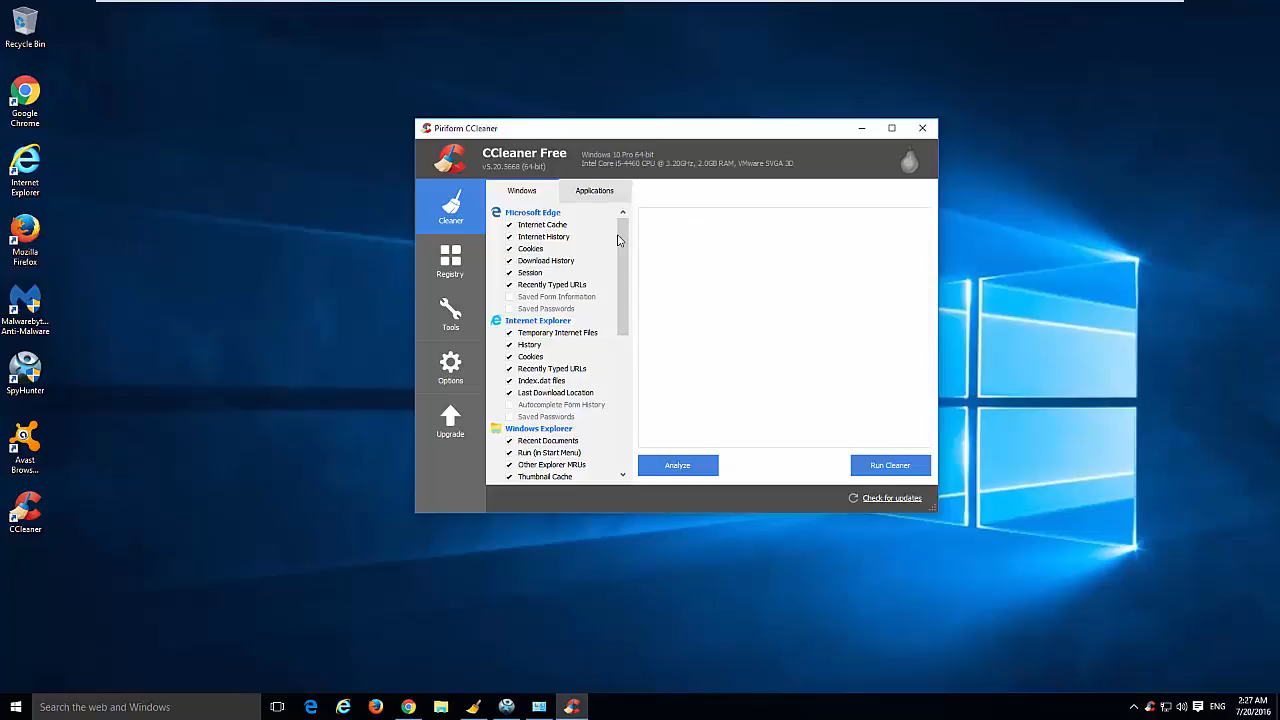 Recycle Bin
Google
Chrome
Internet
Explorer
Mozilla
Firefox
Malwarebyt...
Anti-Malware
SpyHunter
Avast
Brows...
CCleaner
Piriform CCleaner
CCleaner Free
v5.20.5668 (64-bit)
Windows 10 Pro 64-bit
Intel Core i5-4460 CPU @ 3.20GHz, 2.0GB RAM, VMware SVGA 3D
Cleaner
Registry
Tools
Options
Upgrade
Windows
Applications
Microsoft Edge
Internet Cache
Internet History
Cookies
Download History
Session
Recently Typed URLs
Saved Form Information
Saved Passwords
Internet Explorer
Temporary Internet Files
History
Cookies
Recently Typed URLs
Index.dat files
Last Download Location
Autocomplete Form History
Saved Passwords
Windows Explorer
Recent Documents
Run (in Start Menu)
Other Explorer MRUs
Thumbnail Cache
Analyze
Run Cleaner
Check for updates
Search the web and Windows
ENG
2:27 AM
7/20/2016